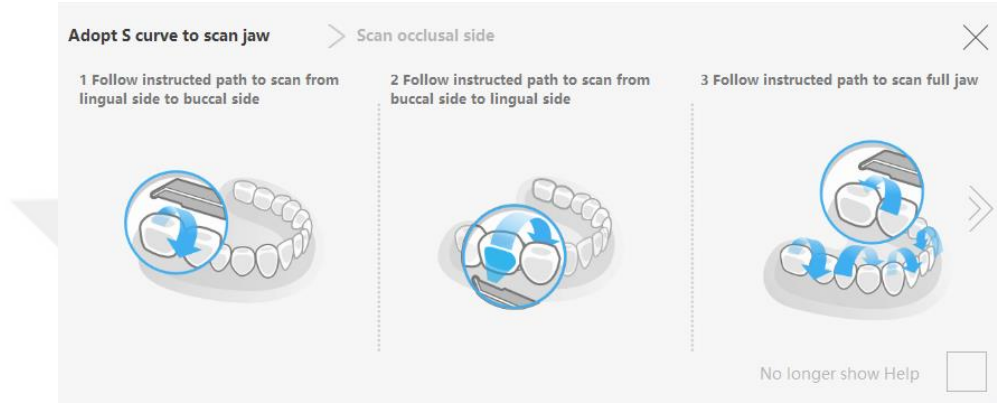 Adopt S curve to scan jaw
Scan occlusal side
1 Follow instructed path to scan from
lingual side to buccal side
2 Follow instructed path to scan from
buccal side to lingual side
3 Follow instructed path to scan full jaw
No longer show Help